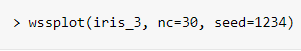 > wssplot(iris_3, nc=30, seed=1234)